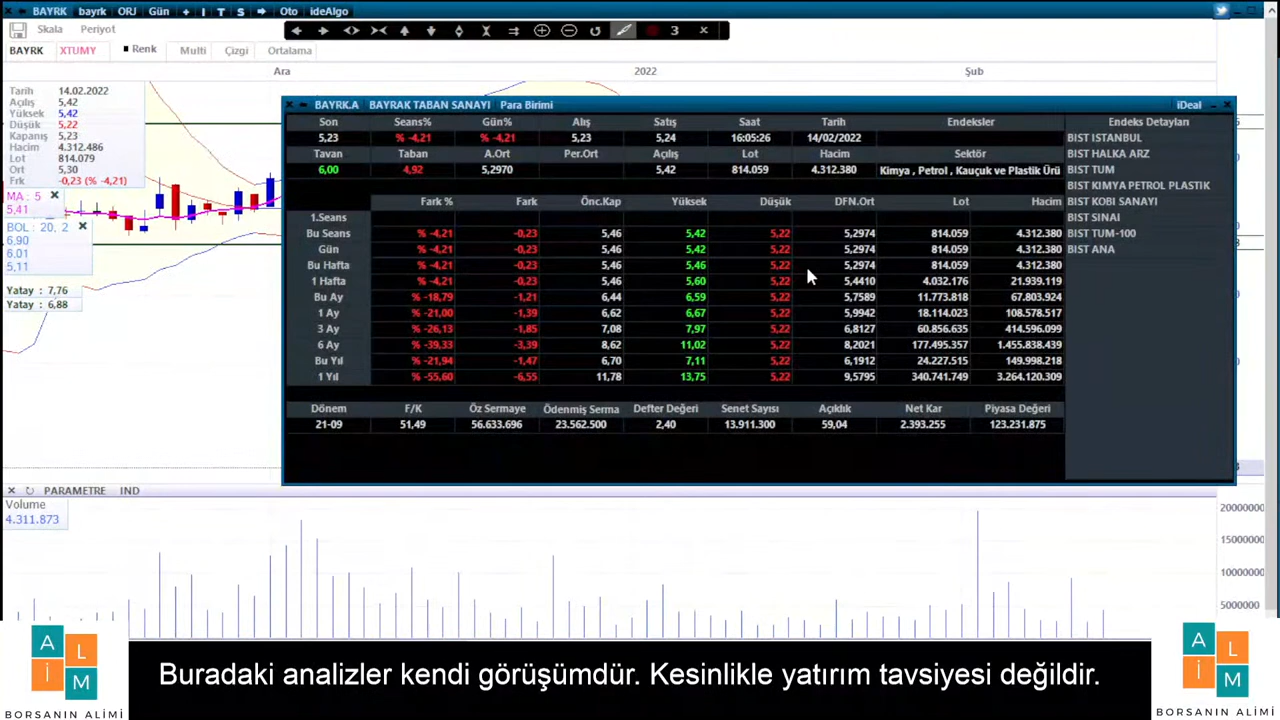 BAYRK bayrk ORJ Gün + I T S Oto ideAlgo
Skala Periyot
BAYRK XTUMY Renk Multi Çizgi Ortalama
3 x
Ara 2022 Şub
Tarih 14.02.2022
Açılış 5,42
Yüksek 5,42
Düşük 5,22
Kapanış 5,23
Hacim 4.312.486
Lot 814.079
A.Ort 5,30
Frk -0,23 (% -4,21)
MA : 5
5,41
BOL : 20, 2
6,90
6,01
5,11
Yatay : 7,76
Yatay : 6,88
BAYRK.A BAYRAK TABAN SANAYI Para Birimi iDeal
Son Seans% Gün% Alış Satış Saat Tarih Endeksler
5,23 % -4,21 % -4,21 5,23 5,24 16:05:26 14/02/2022
Tavan Taban A.Ort Per.Ort Açılış Lot Hacim Sektör
6,00 4,92 5,2970 5,42 814.059 4.312.380 Kimya , Petrol , Kauçuk ve Plastik Ürü
Fark % Fark Önc.Kap Yüksek Düşük DFN.Ort Lot Hacim
1.Seans
Bu Seans % -4,21 -0,23 5,46 5,42 5,22 5,2974 814.059 4.312.380
Gün % -4,21 -0,23 5,46 5,42 5,22 5,2974 814.059 4.312.380
Bu Hafta % -4,21 -0,23 5,46 5,46 5,22 5,2974 814.059 4.312.380
1 Hafta % -4,21 -0,23 5,46 5,60 5,22 5,4410 4.032.176 21.939.119
Bu Ay % -18,79 -1,21 6,44 6,59 5,22 5,7589 11.773.818 67.803.924
1 Ay % -21,00 -1,39 6,62 6,67 5,22 5,9942 18.114.023 108.578.517
3 Ay % -26,13 -1,85 7,08 7,97 5,22 6,8127 60.856.635 414.596.099
6 Ay % -39,33 -3,39 8,62 11,02 5,22 8,2021 177.495.357 1.455.838.439
Bu Yıl % -21,94 -1,47 6,70 7,11 5,22 6,1912 24.227.515 149.998.218
1 Yıl % -55,60 -6,55 11,78 13,75 5,22 9,5795 340.741.749 3.264.120.309
Dönem F/K Öz Sermaye Ödenmiş Serma Defter Değeri Senet Sayısı Açıklık Net Kar Piyasa Değeri
21-09 51,49 56.633.696 23.562.500 2,40 13.911.300 59,04 2.393.255 123.231.875
Endeks Detayları
BIST ISTANBUL
BIST HALKA ARZ
BIST TUM
BIST KIMYA PETROL PLASTIK
BIST KOBI SANAYI
BIST SINAI
BIST TUM-100
BIST ANA
PARAMETRE IND
Volume
4.311.873
20000000
15000000
10000000
5000000
Buradaki analizler kendi görüşümdür. Kesinlikle yatırım tavsiyesi değildir.
A L İ M
BORSANIN ALİMİ
A L İ M
BORSANIN ALİMİ